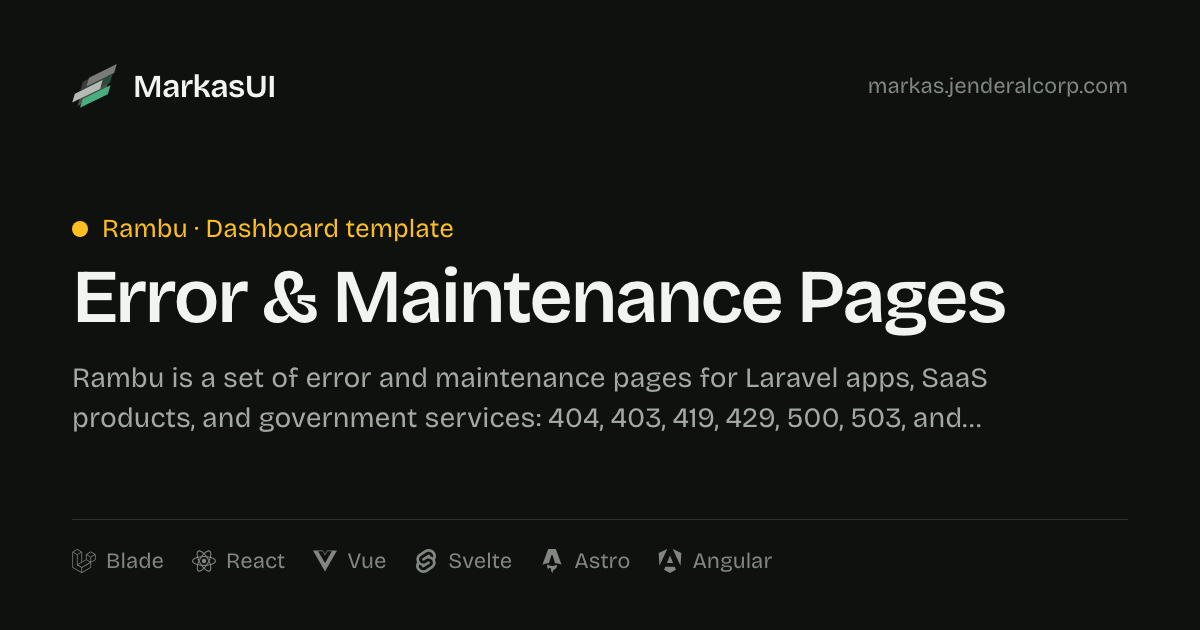 MarkasUI
markas.jenderalcorp.com
Rambu · Dashboard template
Error & Maintenance Pages
Rambu is a set of error and maintenance pages for Laravel apps, SaaS
products, and government services: 404, 403, 419, 429, 500, 503, and...
Blade React Vue Svelte Astro Angular